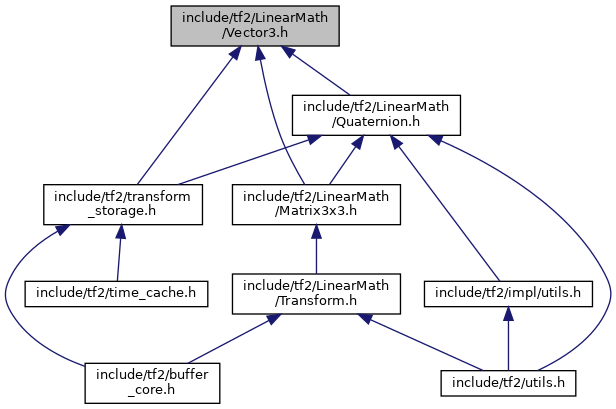 include/tf2/LinearMath
/Vector3.h
include/tf2/LinearMath
/Quaternion.h
include/tf2/transform
_storage.h
include/tf2/LinearMath
/Matrix3x3.h
include/tf2/time_cache.h
include/tf2/LinearMath
/Transform.h
include/tf2/impl/utils.h
include/tf2/buffer
_core.h
include/tf2/utils.h